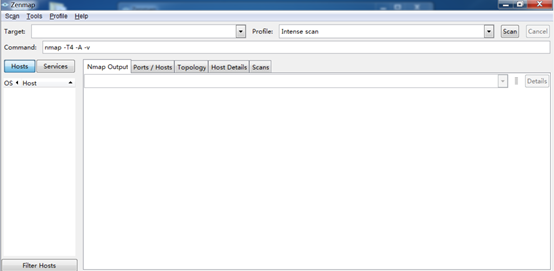 Zenmap
Scan Tools Profile Help
Target: Profile: Intense scan Scan Cancel
Command: nmap -T4 -A -v
Hosts Services Nmap Output Ports / Hosts Topology Host Details Scans
OS Host Details
Filter Hosts